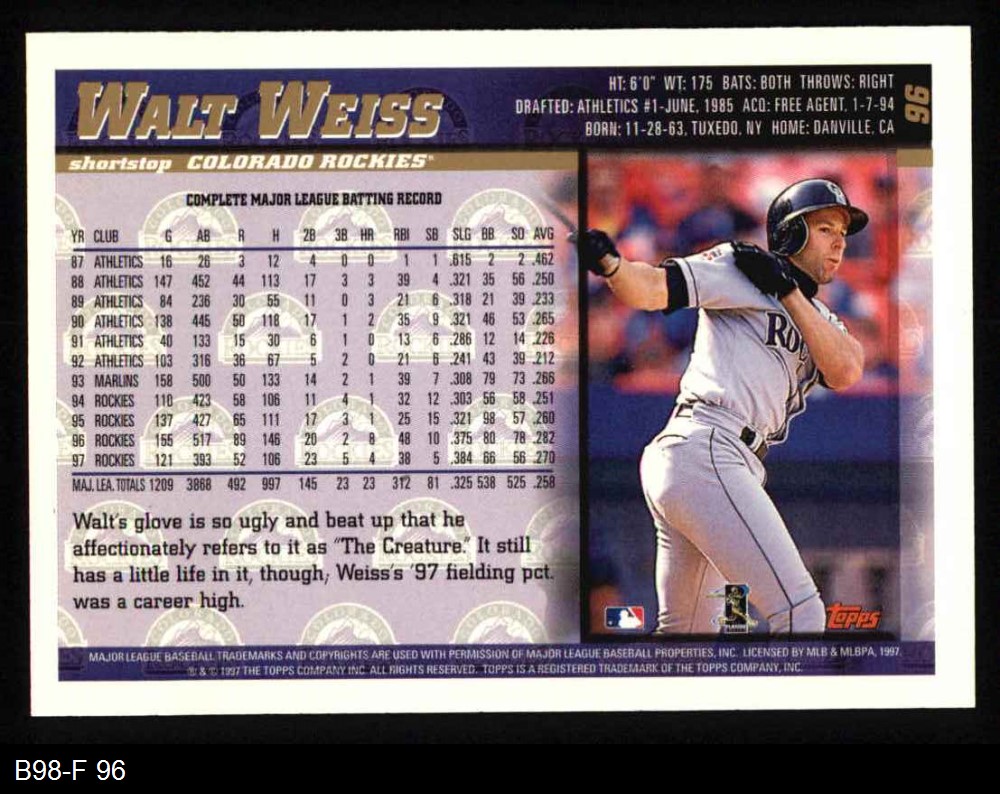 WALT WEISS
HT: 6'0" WT: 175 BATS: BOTH THROWS: RIGHT
DRAFTED: ATHLETICS #1-JUNE, 1985 ACQ: FREE AGENT, 1-7-94
BORN: 11-28-63, TUXEDO, NY HOME: DANVILLE, CA
96
shortstop COLORADO ROCKIES
COMPLETE MAJOR LEAGUE BATTING RECORD
YR CLUB G AB R H 2B 3B HR RBI SB SLG BB SO AVG
87 ATHLETICS 16 26 3 12 4 0 0 1 1 .615 2 2 .462
88 ATHLETICS 147 452 44 113 17 3 3 39 4 .321 35 56 .250
89 ATHLETICS 84 236 30 55 11 0 3 21 6 .318 21 39 .233
90 ATHLETICS 138 445 50 118 17 1 2 35 9 .321 46 53 .265
91 ATHLETICS 40 133 15 30 6 1 0 13 6 .286 12 14 .226
92 ATHLETICS 103 316 36 67 5 2 0 21 6 .241 43 39 .212
93 MARLINS 158 500 50 133 14 2 1 39 7 .308 79 73 .266
94 ROCKIES 110 423 58 106 11 4 1 32 12 .303 56 58 .251
95 ROCKIES 137 427 65 111 17 3 1 25 15 .321 98 57 .260
96 ROCKIES 155 517 89 146 20 2 8 48 10 .375 80 78 .282
97 ROCKIES 121 393 52 106 23 5 4 38 5 .384 66 56 .270
MAJ. LEA. TOTALS 1209 3868 492 997 145 23 23 312 81 .325 538 525 .258
Walt's glove is so ugly and beat up that he
affectionately refers to it as "The Creature." It still
has a little life in it, though; Weiss's '97 fielding pct.
was a career high.
CR
ROC
topps
MAJOR LEAGUE BASEBALL TRADEMARKS AND COPYRIGHTS ARE USED WITH PERMISSION OF MAJOR LEAGUE BASEBALL PROPERTIES, INC. LICENSED BY MLB & MLBPA, 1997.
® & © 1997 THE TOPPS COMPANY INC. ALL RIGHTS RESERVED. TOPPS IS A REGISTERED TRADEMARK OF THE TOPPS COMPANY, INC.
B98-F 96